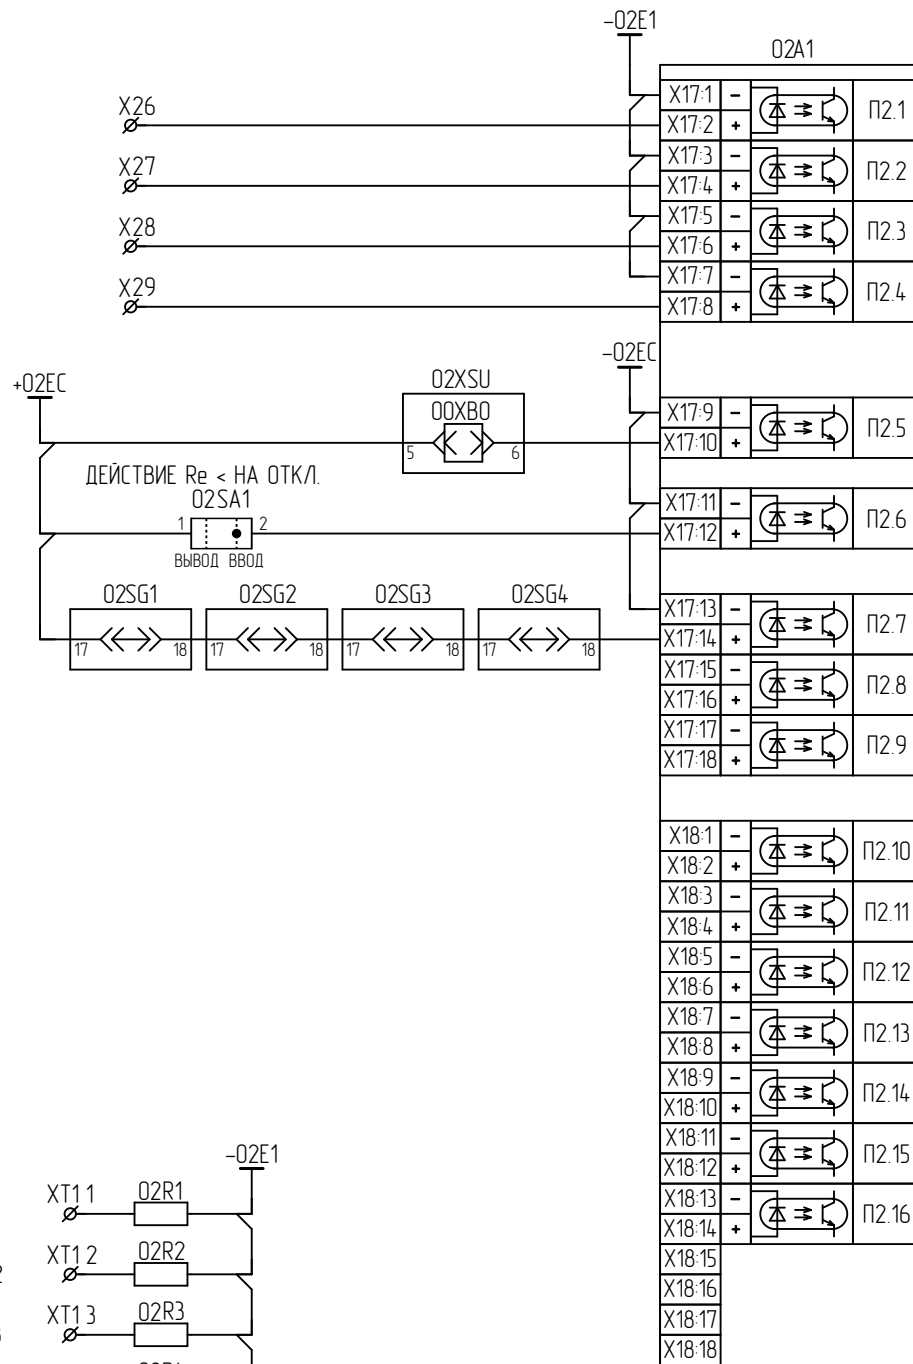 -02E1
02A1
X26
X27
X28
X29
X17:1 - П2.1
X17:2 +
X17:3 - П2.2
X17:4 +
X17:5 - П2.3
X17:6 +
X17:7 - П2.4
X17:8 +
-02EC
+02EC
02XSU
00XB0
5 6
X17:9 - П2.5
X17:10 +
ДЕЙСТВИЕ Re < НА ОТКЛ.
02SA1
1 2
ВЫВОД ВВОД
X17:11 - П2.6
X17:12 +
02SG1 02SG2 02SG3 02SG4
17 18 17 18 17 18 17 18
X17:13 - П2.7
X17:14 +
X17:15 - П2.8
X17:16 +
X17:17 - П2.9
X17:18 +
X18:1 - П2.10
X18:2 +
X18:3 - П2.11
X18:4 +
X18:5 - П2.12
X18:6 +
X18:7 - П2.13
X18:8 +
X18:9 - П2.14
X18:10 +
X18:11 - П2.15
X18:12 +
X18:13 - П2.16
X18:14 +
X18:15
X18:16
X18:17
X18:18
-02E1
XT1 1 02R1
XT1 2 02R2
XT1 3 02R3